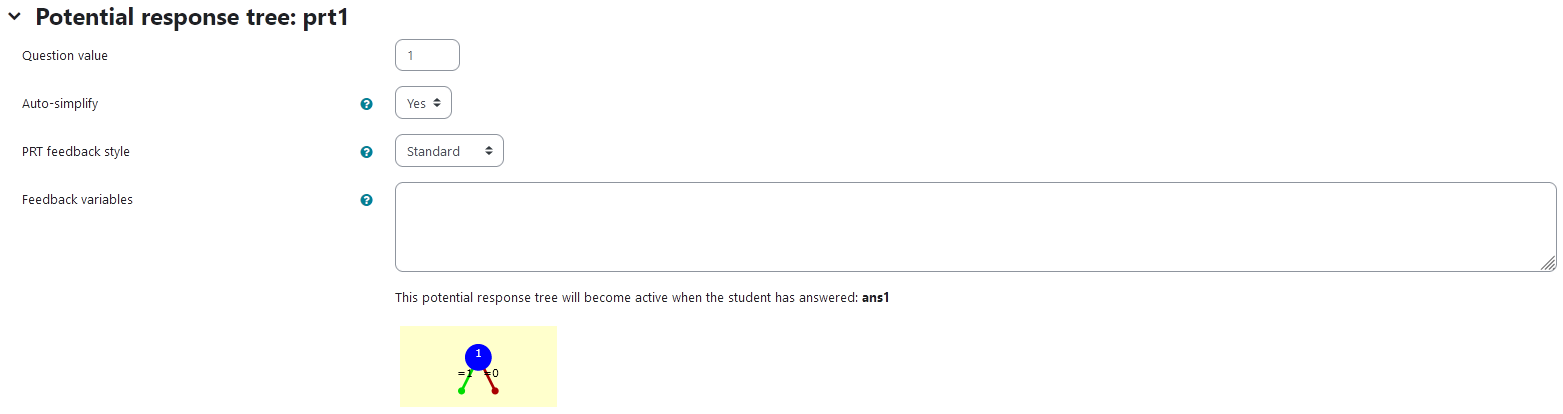 Potential response tree: prt1
Question value 1
Auto-simplify ? Yes
PRT feedback style ? Standard
Feedback variables ?
This potential response tree will become active when the student has answered: ans1
1
=1 =0